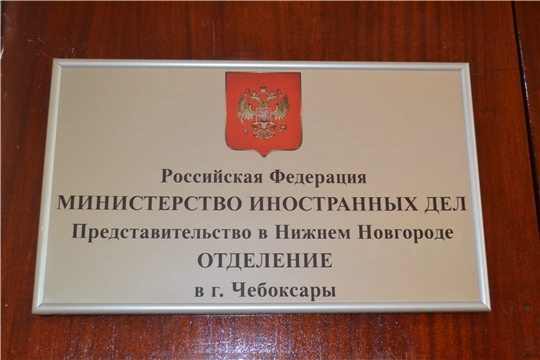 Российская Федерация
МИНИСТЕРСТВО ИНОСТРАННЫХ ДЕЛ
Представительство в Нижнем Новгороде
ОТДЕЛЕНИЕ
в г. Чебоксары